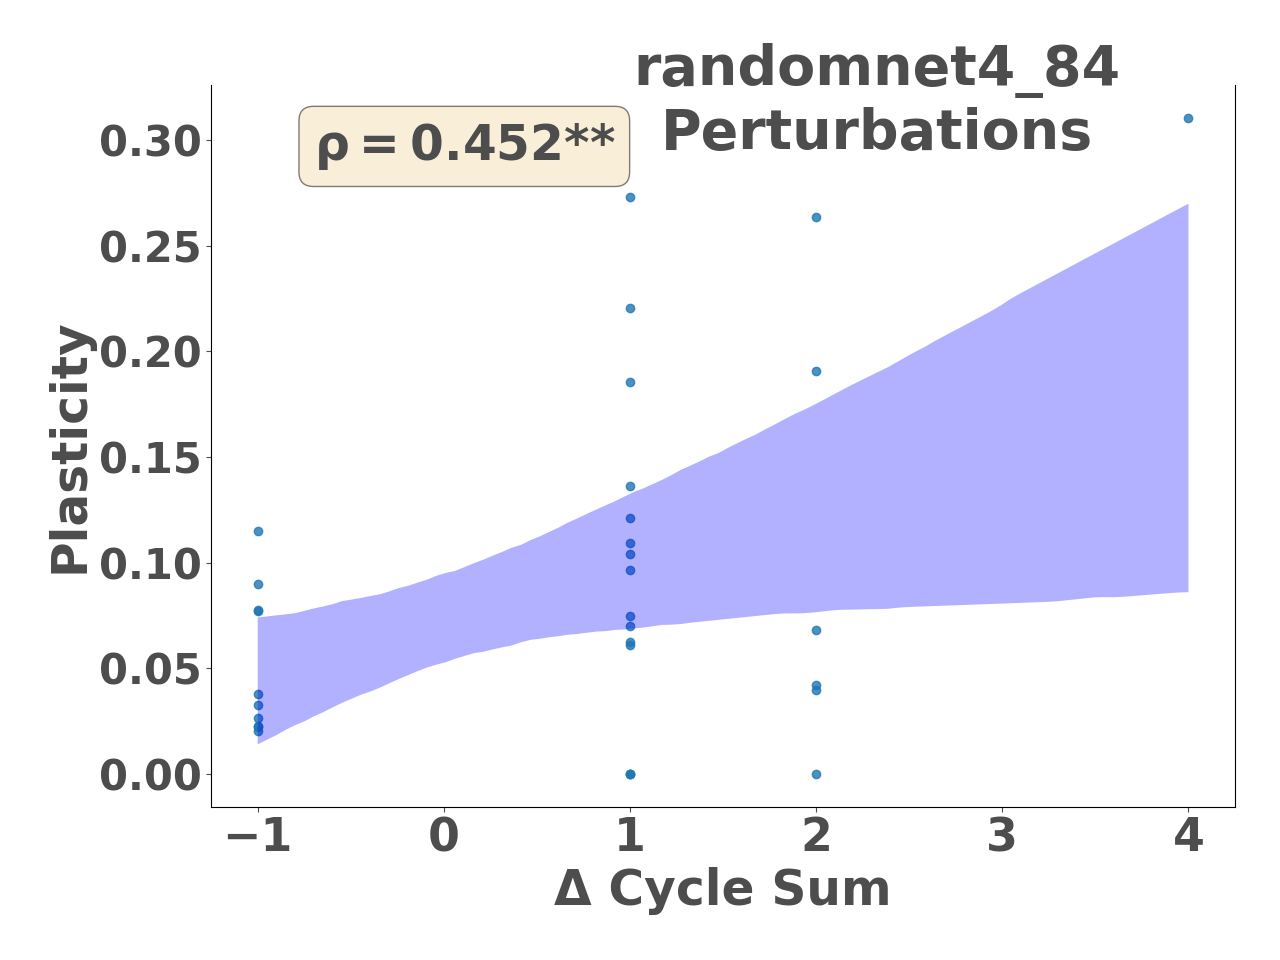 randomnet4_84
Perturbations
ρ = 0.452**
Plasticity
0.30
0.25
0.20
0.15
0.10
0.05
0.00
−1 0 1 2 3 4
Δ Cycle Sum